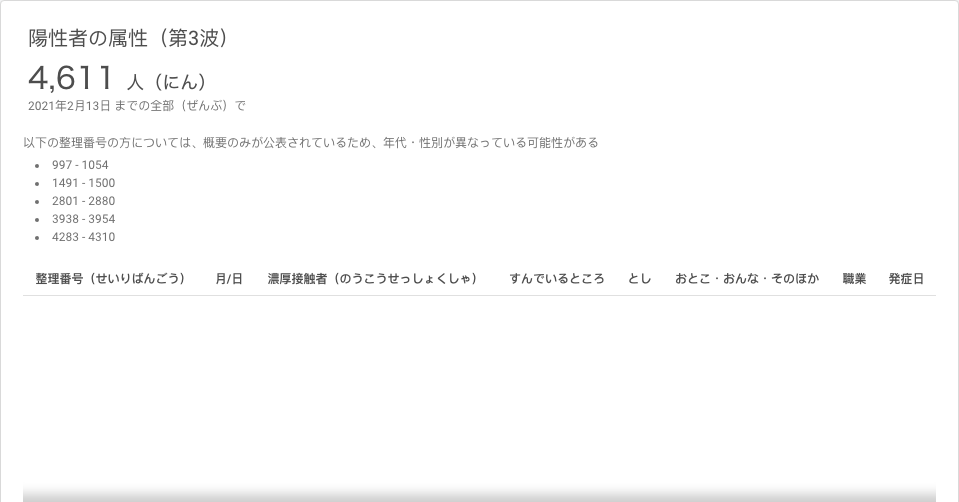 陽性者の属性（第3波）
4,611 人（にん）
2021年2月13日 までの全部（ぜんぶ）で
以下の整理番号の方については、概要のみが公表されているため、年代・性別が異なっている可能性がある
• 997 - 1054
• 1491 - 1500
• 2801 - 2880
• 3938 - 3954
• 4283 - 4310
整理番号（せいりばんごう） 月/日 濃厚接触者（のうこうせっしょくしゃ） すんでいるところ とし おとこ・おんな・そのほか 職業 発症日